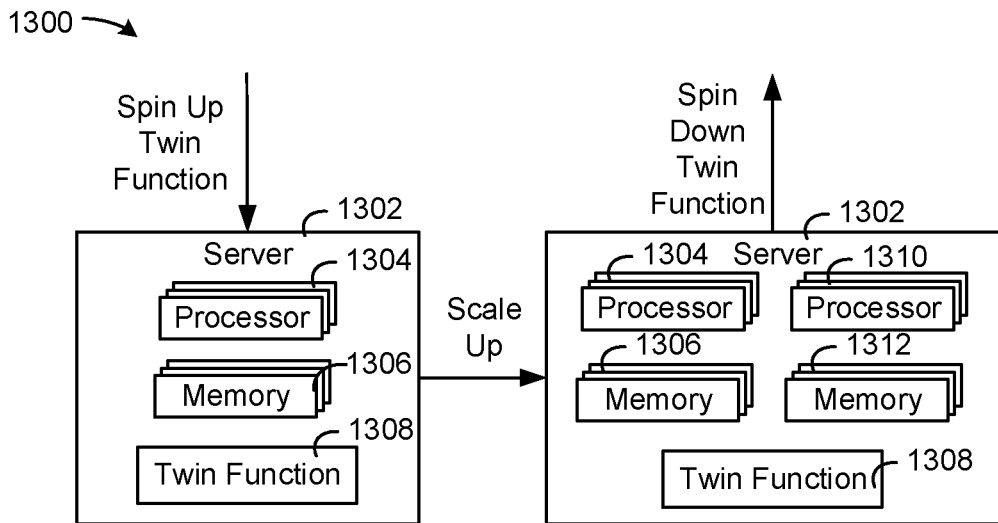 1300
Spin Up
Twin
Function
Spin
Down
Twin
Function
1302
Server
1304
Processor
1306
Memory
1308
Twin Function
Scale
Up
1302
Server
1304
Processor
1310
Processor
1306
Memory
1312
Memory
Twin Function
1308